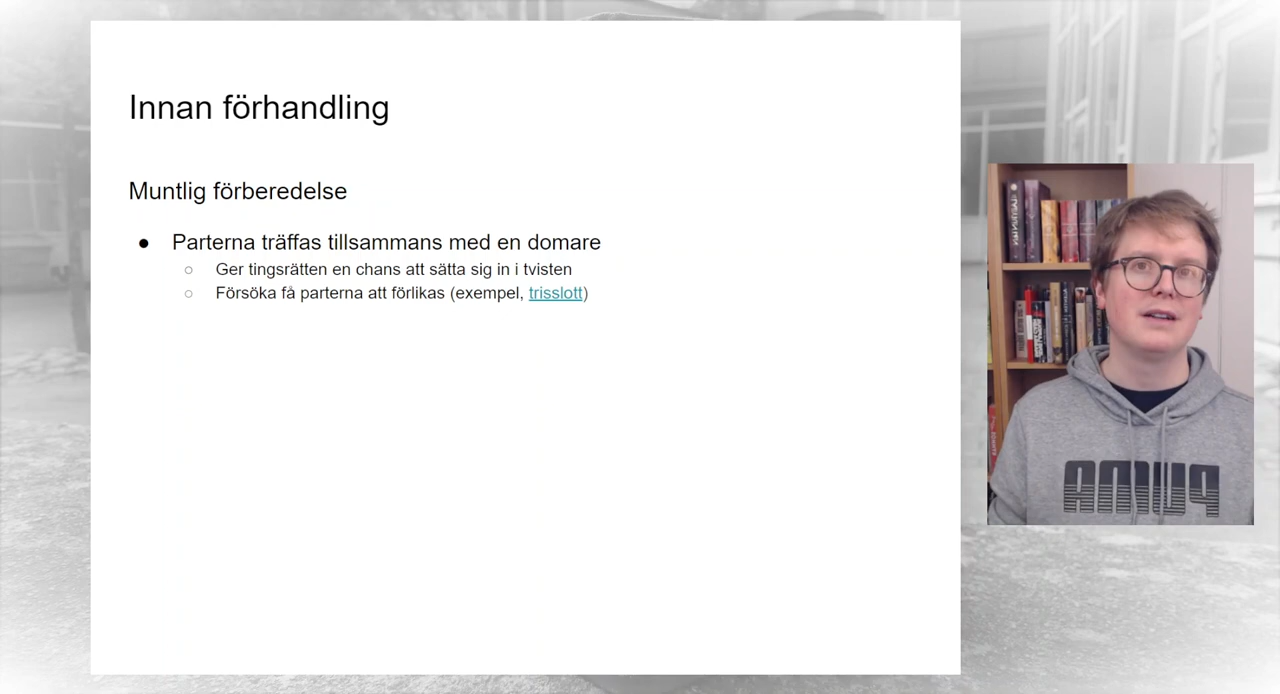 Innan förhandling
Muntlig förberedelse
● Parterna träffas tillsammans med en domare
○ Ger tingsrätten en chans att sätta sig in i tvisten
○ Försöka få parterna att förlikas (exempel, trisslott)
AMUq